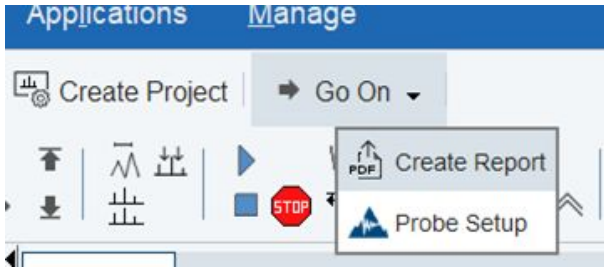 Applications Manage
Create Project Go On
PDF Create Report
STOP Probe Setup